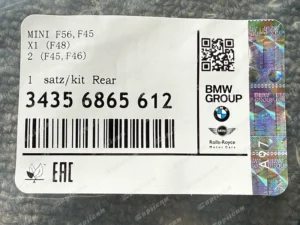 MINI F56,F45
X1 (F48)
2 (F45,F46)
1 satz/kit Rear
3435 6865 612
BMW
GROUP
Rolls-Royce
Motor Cars
EAC